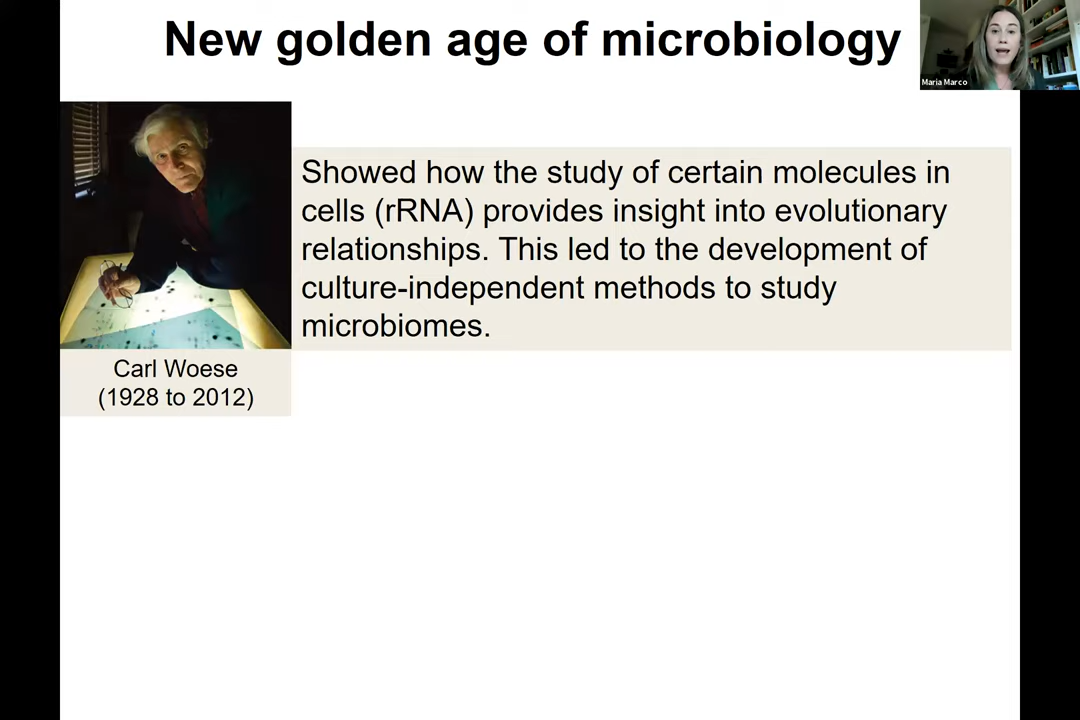 New golden age of microbiology
Maria Marco
Showed how the study of certain molecules in
cells (rRNA) provides insight into evolutionary
relationships. This led to the development of
culture-independent methods to study
microbiomes.
Carl Woese
(1928 to 2012)